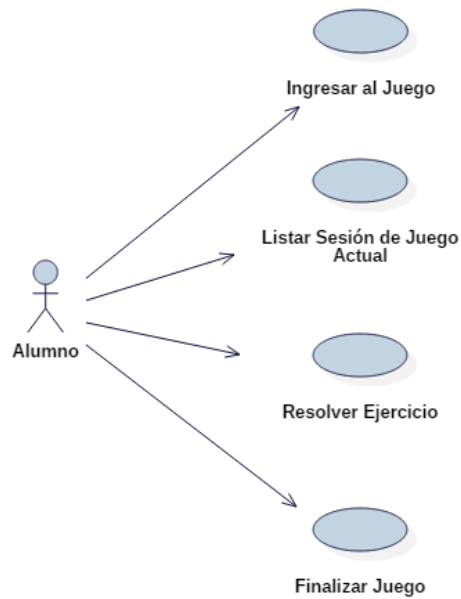 Ingresar al Juego
Listar Sesión de Juego
Actual
Alumno
Resolver Ejercicio
Finalizar Juego